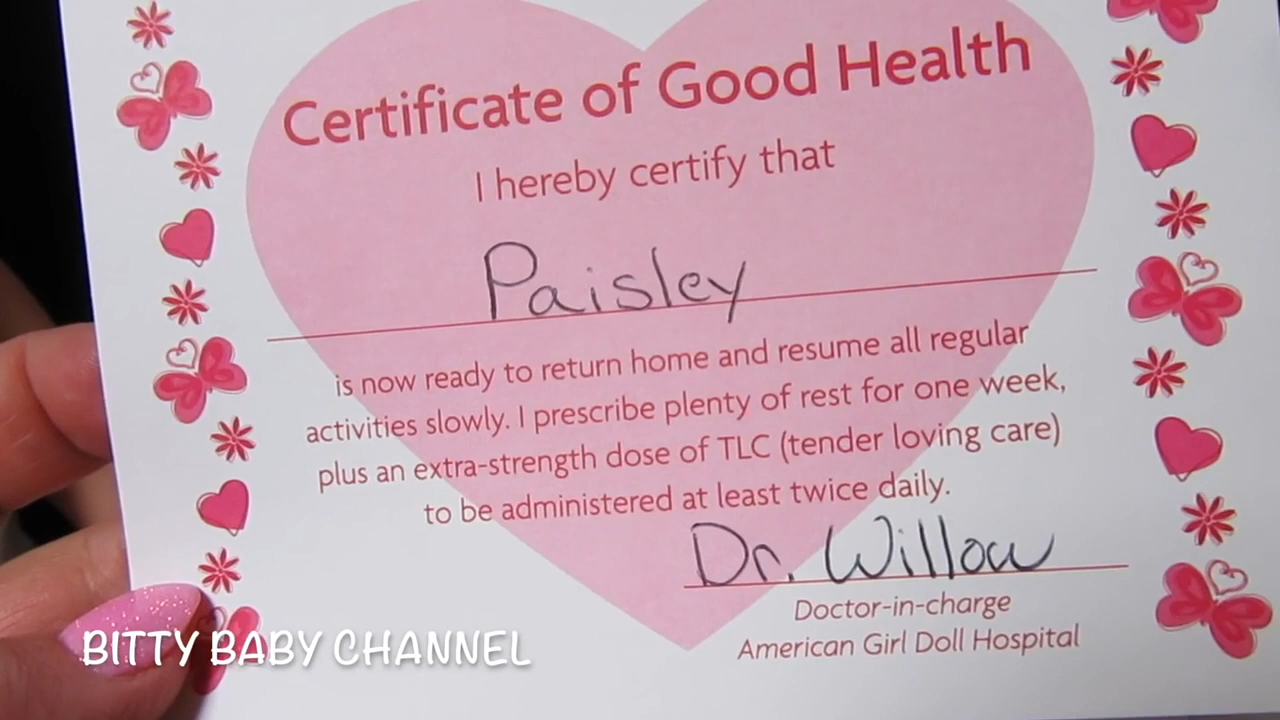 Certificate of Good Health
I hereby certify that
Paisley
is now ready to return home and resume all regular
activities slowly. I prescribe plenty of rest for one week,
plus an extra-strength dose of TLC (tender loving care)
to be administered at least twice daily.
Dr. Willow
Doctor-in-charge
American Girl Doll Hospital
BITTY BABY CHANNEL